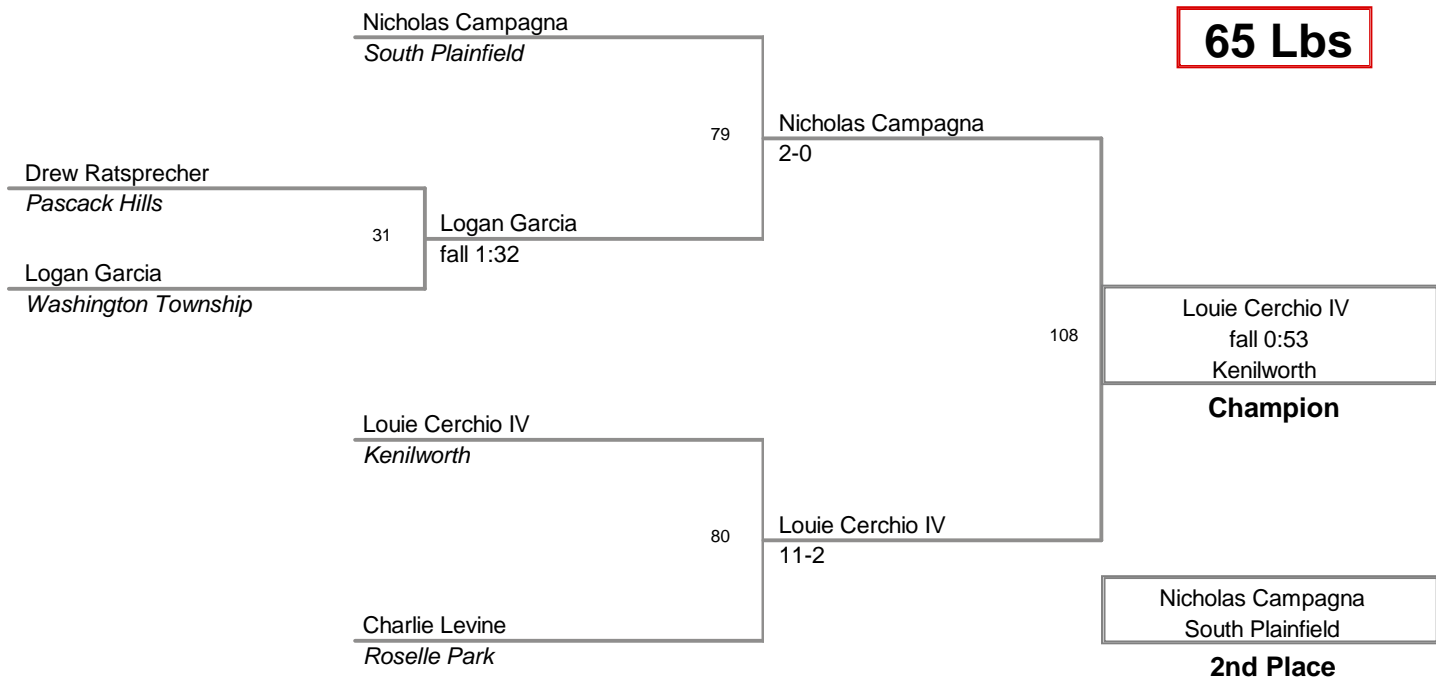 65 Lbs
Nicholas Campagna
South Plainfield
79
Nicholas Campagna
2-0
Drew Ratsprecher
Pascack Hills
31
Logan Garcia
fall 1:32
Logan Garcia
Washington Township
108
Louie Cerchio IV
fall 0:53
Kenilworth
Champion
Louie Cerchio IV
Kenilworth
80
Louie Cerchio IV
11-2
Charlie Levine
Roselle Park
Nicholas Campagna
South Plainfield
2nd Place